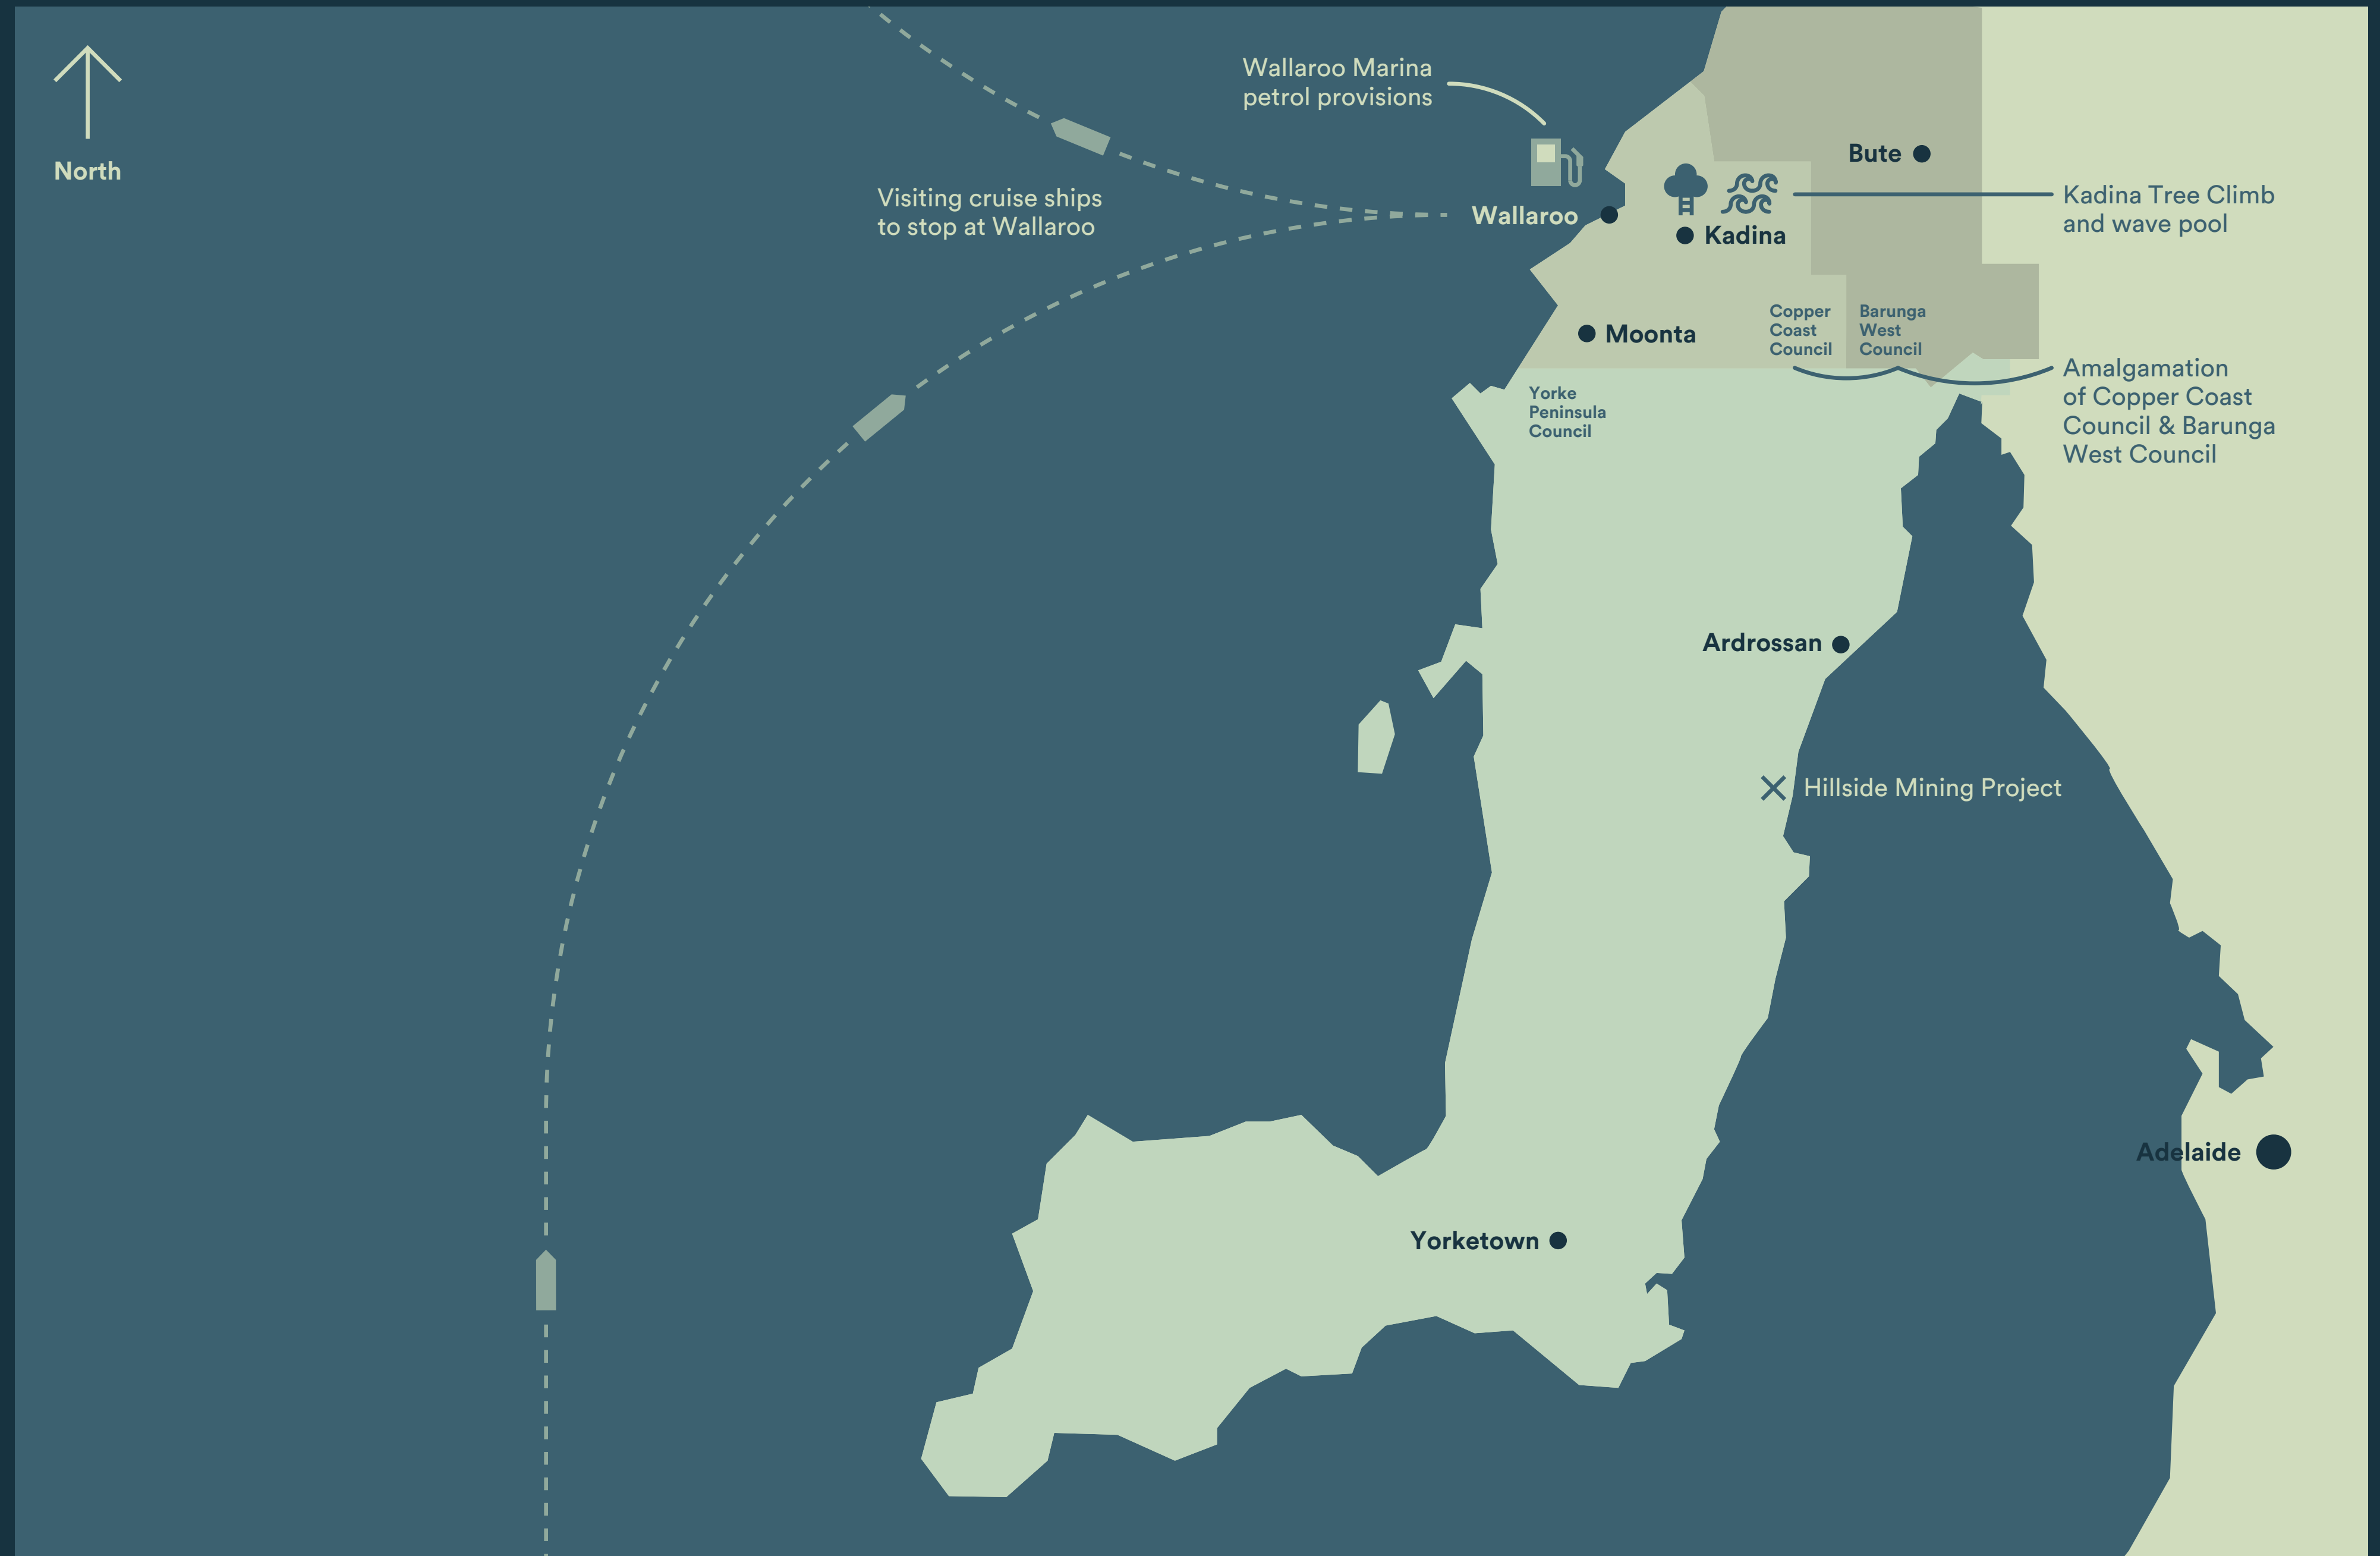 North
Wallaroo Marina
petrol provisions
Visiting cruise ships
to stop at Wallaroo
Wallaroo
Bute
Kadina
Kadina Tree Climb
and wave pool
Moonta
Copper
Coast
Council
Barunga
West
Council
Amalgamation
of Copper Coast
Council & Barunga
West Council
Yorke
Peninsula
Council
Ardrossan
Hillside Mining Project
Adelaide
Yorketown